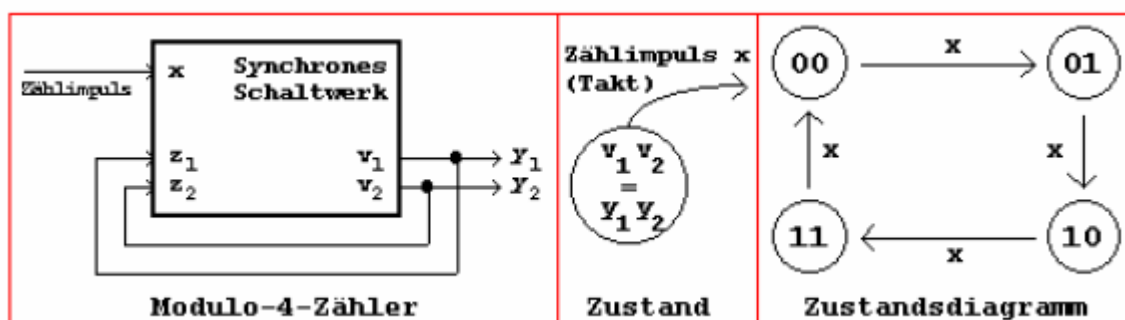 x Synchrones
Zählimpuls Schaltwerk
z1 v1 y1
z2 v2 y2
Modulo-4-Zähler
Zählimpuls x
(Takt)
v1 v2
=
y1 y2
Zustand
00 x 01
x x
11 x 10
Zustandsdiagramm